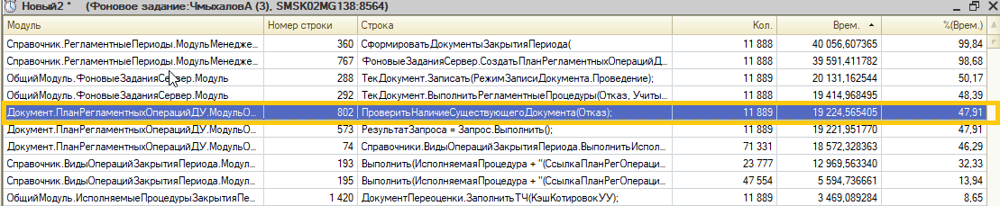 Новый2 * (Фоновое задание:ЧмыхаловА (3), SMSK02MG138:8564)
Модуль Номер строки Строка Кол. Врем. %(Врем.)
Справочник.РегламентныеПериоды.МодульМенедже... 360 СформироватьДокументыЗакрытияПериода( 11 888 40 056,607365 99,84
Справочник.РегламентныеПериоды.МодульМенедже... 767 ФоновыеЗаданияСервер.СоздатьПланРегламентныхОпераций​Д... 11 888 39 591,411782 98,68
ОбщийМодуль.ФоновыеЗаданияСервер.Модуль 288 ТекДокумент.Записать(РежимЗаписиДокумента.Проведение); 11 888 20 131,162544 50,17
ОбщийМодуль.ФоновыеЗаданияСервер.Модуль 292 ТекДокумент.ВыполнитьРегламентныеПроцедуры(Отказ, Учиты... 11 888 19 414,968495 48,39
Документ.ПланРегламентныхОперацийДУ.МодульО... 802 ПроверитьНаличиеСуществующегоДокумента(Отказ); 11 889 19 224,565405 47,91
Документ.ПланРегламентныхОперацийДУ.МодульО... 573 РезультатЗапроса = Запрос.Выполнить(); 11 889 19 221,951770 47,91
Документ.ПланРегламентныхОперацийДУ.МодульО... 74 Справочники.ВидыОперацийЗакрытияПериода.ВыполнитьИспол... 71 331 18 572,328363 46,29
Справочник.ВидыОперацийЗакрытияПериода.Модул... 193 Выполнить(ИсполняемаяПроцедура + "(СсылкаПланРегОпераци... 23 777 12 969,563340 32,33
Справочник.ВидыОперацийЗакрытияПериода.Модул... 195 Выполнить(ИсполняемаяПроцедура + "(СсылкаПланРегОпераци... 47 554 5 594,736661 13,94
ОбщийМодуль.ИсполняемыеПроцедурыЗакрытияПе... 1 420 ДокументПереоценки.ЗаполнитьТЧ(КэшКотировокУУ); 11 889 3 469,089284 8,65